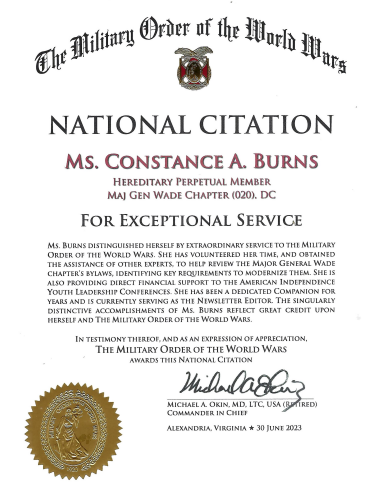 The Military Order of the World Wars
NATIONAL CITATION
Ms. Constance A. Burns
Hereditary Perpetual Member
Maj Gen Wade Chapter (020), DC
For Exceptional Service
Ms. Burns distinguished herself by extraordinary service to the Military
Order of the World Wars. She has volunteered her time, and obtained
the assistance of other experts, to help review the Major General Wade
chapter's bylaws, identifying key requirements to modernize them. She is
also providing direct financial support to the American Independence
Youth Leadership Conferences. She has been a dedicated Companion for
years and is currently serving as the Newsletter Editor. The singularly
distinctive accomplishments of Ms. Burns reflect great credit upon
herself and The Military Order of the World Wars.
In testimony thereof, and as an expression of appreciation,
The Military Order of the World Wars
awards this National Citation
Michael A. Okin
Michael A. Okin, MD, LTC, USA (Retired)
Commander in Chief
Alexandria, Virginia ★ 30 June 2023